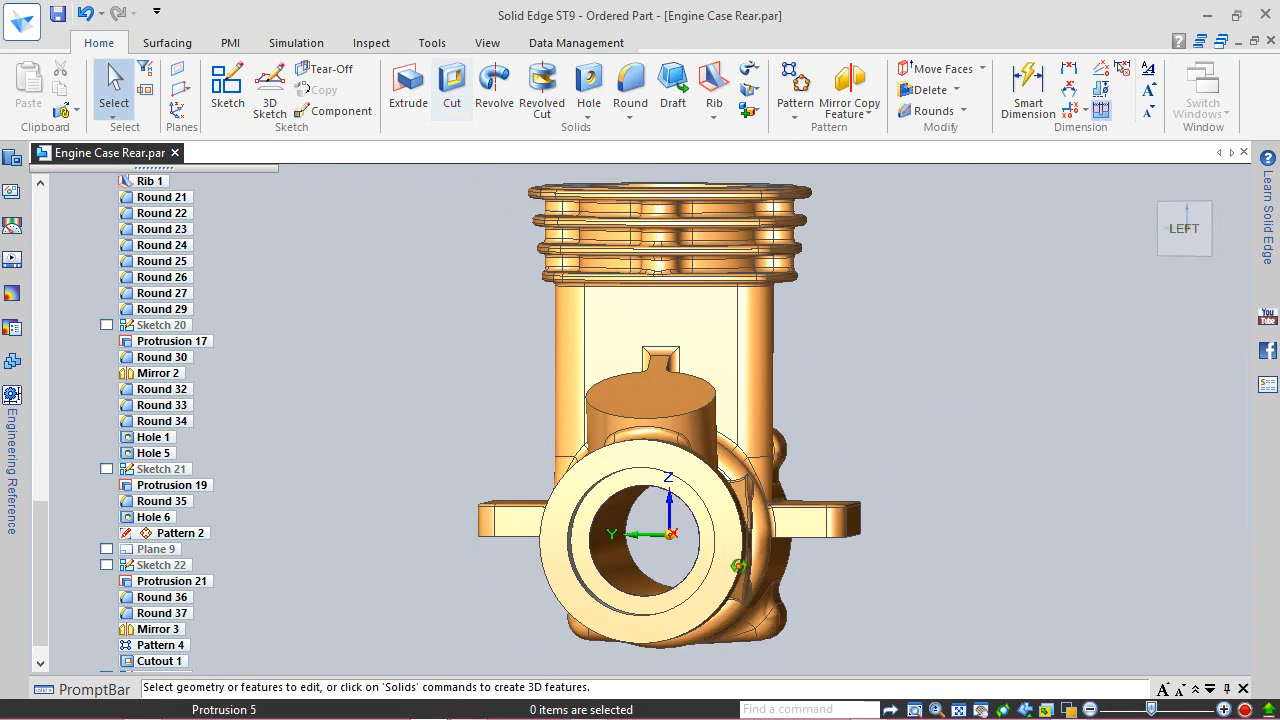 Solid Edge ST9 - Ordered Part - [Engine Case Rear.par]
Home Surfacing PMI Simulation Inspect Tools View Data Management
Paste Select Sketch 3D Sketch Tear-Off Copy Component Extrude Cut Revolve Revolved Cut Hole Round Draft Rib Pattern Mirror Copy Feature Move Faces Delete Rounds Smart Dimension Switch Windows
Clipboard Select Planes Sketch Solids Pattern Modify Dimension Window
Engine Case Rear.par
Rib 1
Round 21
Round 22
Round 23
Round 24
Round 25
Round 26
Round 27
Round 29
Sketch 20
Protrusion 17
Round 30
Mirror 2
Round 32
Round 33
Round 34
Hole 1
Hole 5
Sketch 21
Protrusion 19
Round 35
Hole 6
Pattern 2
Plane 9
Sketch 22
Protrusion 21
Round 36
Round 37
Mirror 3
Pattern 4
Cutout 1
Engineering Reference
LEFT
Z
Y
X
Learn Solid Edge
You Tube
PromptBar
Select geometry or features to edit, or click on 'Solids' commands to create 3D features.
Protrusion 5
0 items are selected
Find a command